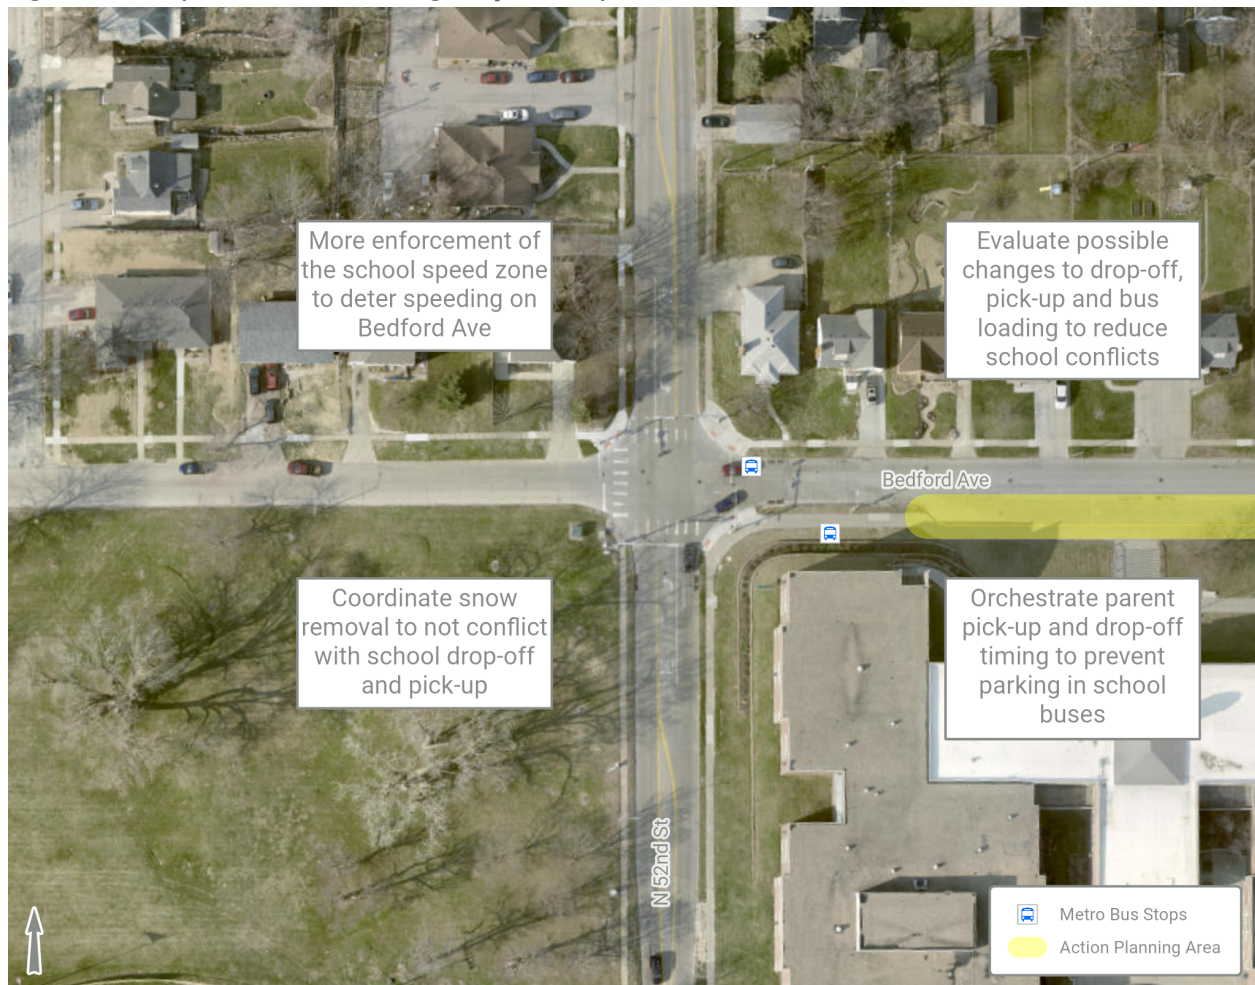 More enforcement of
the school speed zone
to deter speeding on
Bedford Ave
Evaluate possible
changes to drop-off,
pick-up and bus
loading to reduce
school conflicts
Bedford Ave
Coordinate snow
removal to not conflict
with school drop-off
and pick-up
Orchestrate parent
pick-up and drop-off
timing to prevent
parking in school
buses
N 52nd St
Metro Bus Stops
Action Planning Area